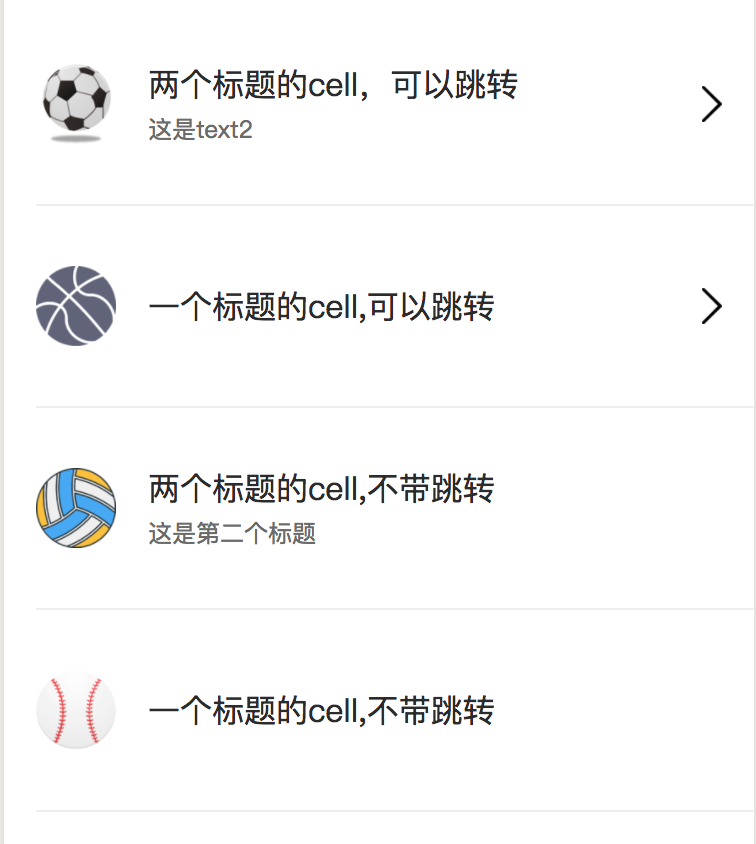 两个标题的cell，可以跳转
这是text2
一个标题的cell,可以跳转
两个标题的cell,不带跳转
这是第二个标题
一个标题的cell,不带跳转